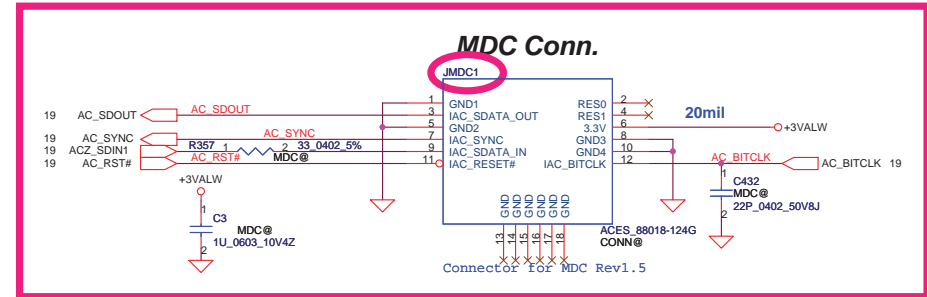 MDC Conn.
JMDC1
19 AC_SDOUT AC_SDOUT 1 GND1 RES0 2
3 IAC_SDATA_OUT RES1 4 20mil
5 GND2 3.3V 6 +3VALW
19 AC_SYNC AC_SYNC 7 IAC_SYNC GND3 8
19 ACZ_SDIN1 R357 1 2 33_0402_5% 9 IAC_SDATA_IN GND4 10
19 AC_RST# AC_RST# MDC@ 11 IAC_RESET# IAC_BITCLK 12 AC_BITCLK AC_BITCLK 19
+3VALW
1 C3
MDC@
1U_0603_10V4Z
2
1 C432
MDC@
22P_0402_50V8J
2
GND GND GND GND GND GND
13 14 15 16 17 18
ACES_88018-124G
CONN@
Connector for MDC Rev1.5